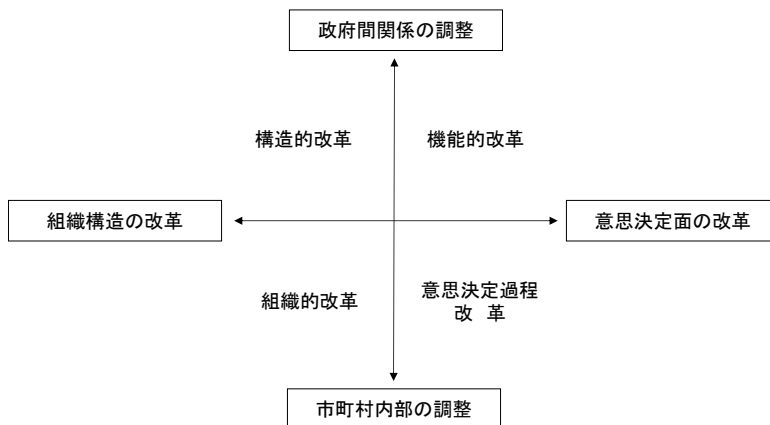 政府間関係の調整
構造的改革
機能的改革
組織構造の改革
意思決定面の改革
組織的改革
意思決定過程
改 革
市町村内部の調整